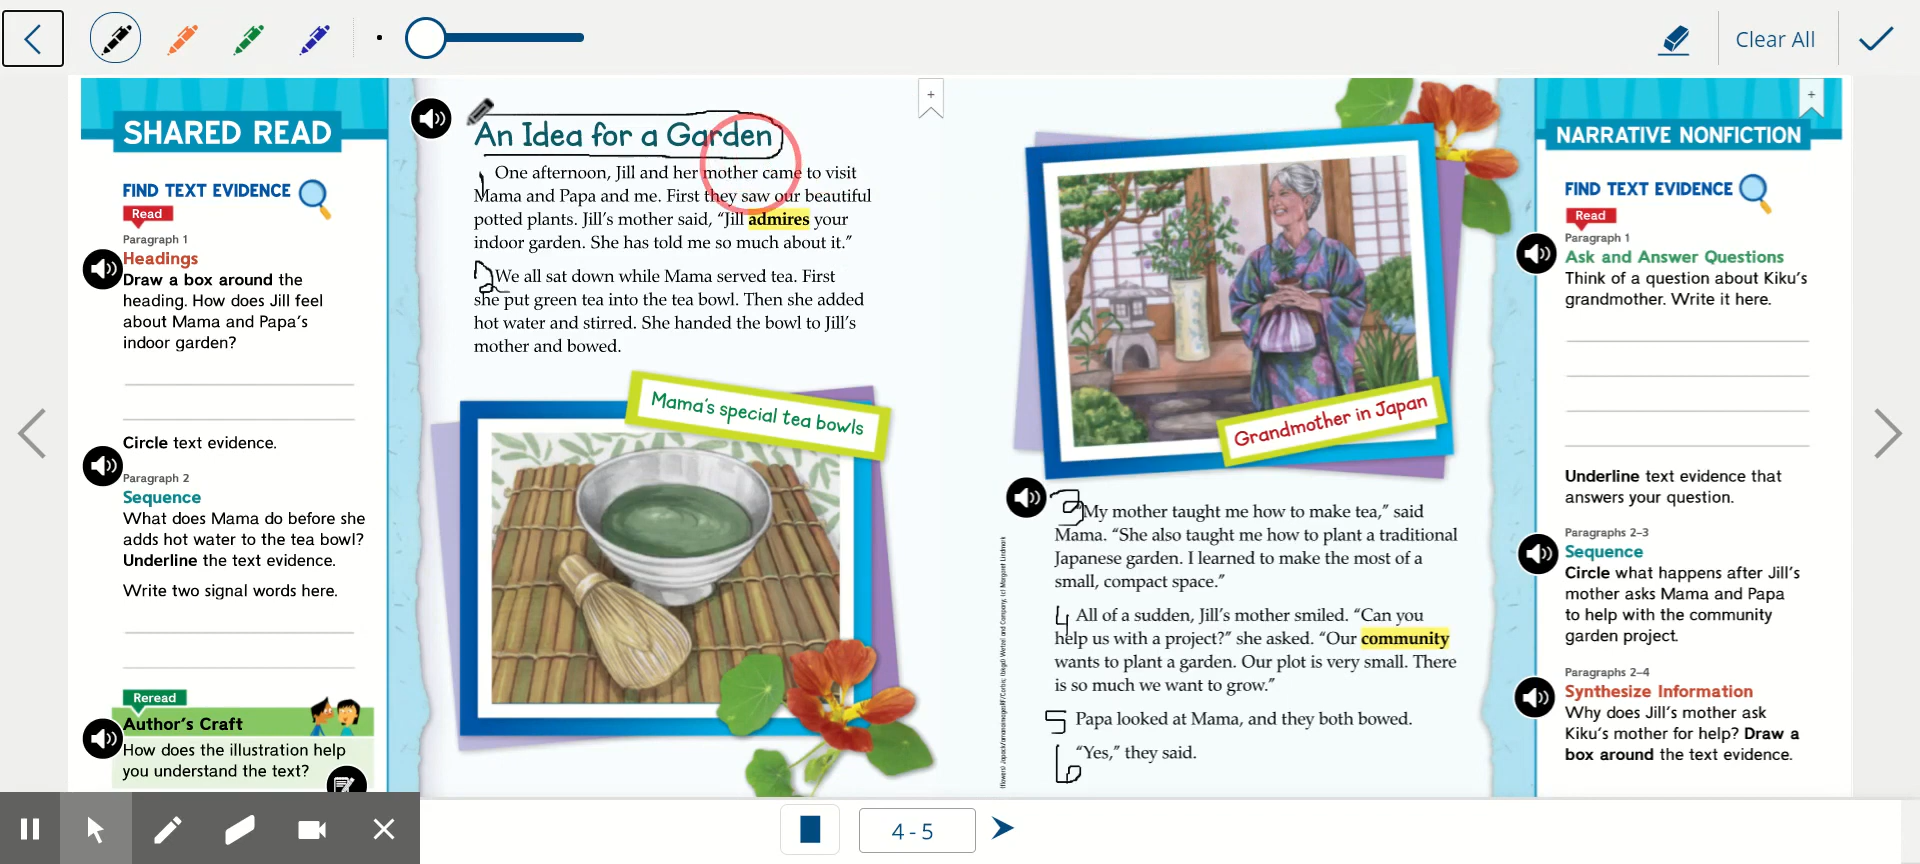 Clear All
SHARED READ
FIND TEXT EVIDENCE
Read
Paragraph 1
Headings
Draw a box around the
heading. How does Jill feel
about Mama and Papa's
indoor garden?
Circle text evidence.
Paragraph 2
Sequence
What does Mama do before she
adds hot water to the tea bowl?
Underline the text evidence.
Write two signal words here.
Reread
Author's Craft
How does the illustration help
you understand the text?
An Idea for a Garden
1 One afternoon, Jill and her mother came to visit
Mama and Papa and me. First they saw our beautiful
potted plants. Jill's mother said, “Jill admires your
indoor garden. She has told me so much about it.”
2 We all sat down while Mama served tea. First
she put green tea into the tea bowl. Then she added
hot water and stirred. She handed the bowl to Jill's
mother and bowed.
Mama's special tea bowls
Grandmother in Japan
3 “My mother taught me how to make tea,” said
Mama. “She also taught me how to plant a traditional
Japanese garden. I learned to make the most of a
small, compact space.”
4 All of a sudden, Jill's mother smiled. “Can you
help us with a project?” she asked. “Our community
wants to plant a garden. Our plot is very small. There
is so much we want to grow.”
5 Papa looked at Mama, and they both bowed.
6 “Yes,” they said.
NARRATIVE NONFICTION
FIND TEXT EVIDENCE
Read
Paragraph 1
Ask and Answer Questions
Think of a question about Kiku's
grandmother. Write it here.
Underline text evidence that
answers your question.
Paragraphs 2–3
Sequence
Circle what happens after Jill's
mother asks Mama and Papa
to help with the community
garden project.
Paragraphs 2–4
Synthesize Information
Why does Jill's mother ask
Kiku's mother for help? Draw a
box around the text evidence.
4 - 5